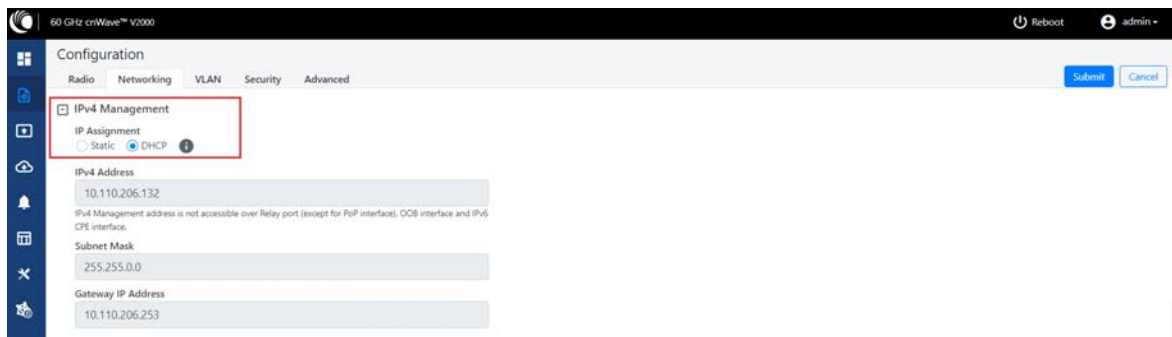 60 GHz cnWave™ V2000
Reboot
admin
Configuration
Radio Networking VLAN Security Advanced
Submit Cancel
IPv4 Management
IP Assignment
Static DHCP
IPv4 Address
10.110.206.132
IPv4 Management address is not accessible over Relay port (except for PoP interface). OOB interface and IPv6
CPE interface.
Subnet Mask
255.255.0.0
Gateway IP Address
10.110.206.253